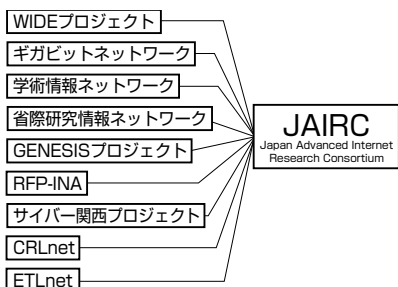 WIDEプロジェクト
ギガビットネットワーク
学術情報ネットワーク
省際研究情報ネットワーク
GENESISプロジェクト
RFP-INA
サイバー関西プロジェクト
CRLnet
ETLnet
JAIRC
Japan Advanced Internet
Research Consortium